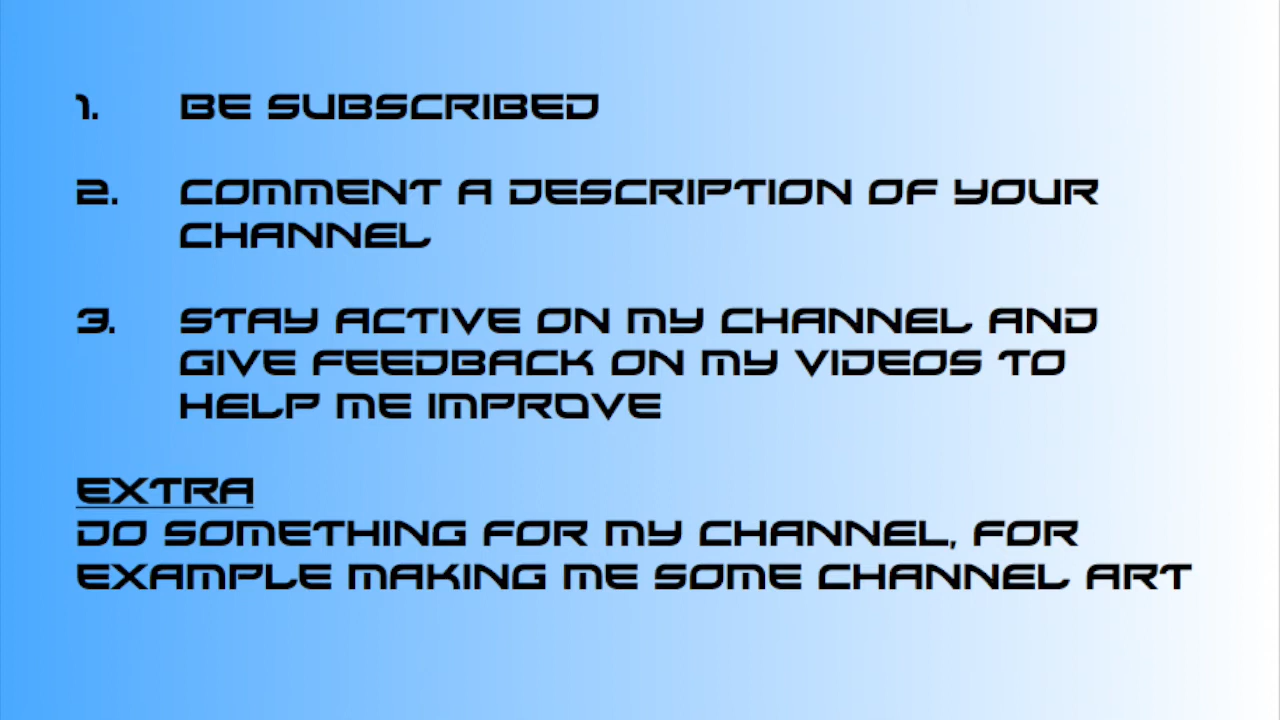 1. BE SUBSCRIBED
2. COMMENT A DESCRIPTION OF YOUR
CHANNEL
3. STAY ACTIVE ON MY CHANNEL AND
GIVE FEEDBACK ON MY VIDEOS TO
HELP ME IMPROVE
EXTRA
DO SOMETHING FOR MY CHANNEL, FOR
EXAMPLE MAKING ME SOME CHANNEL ART